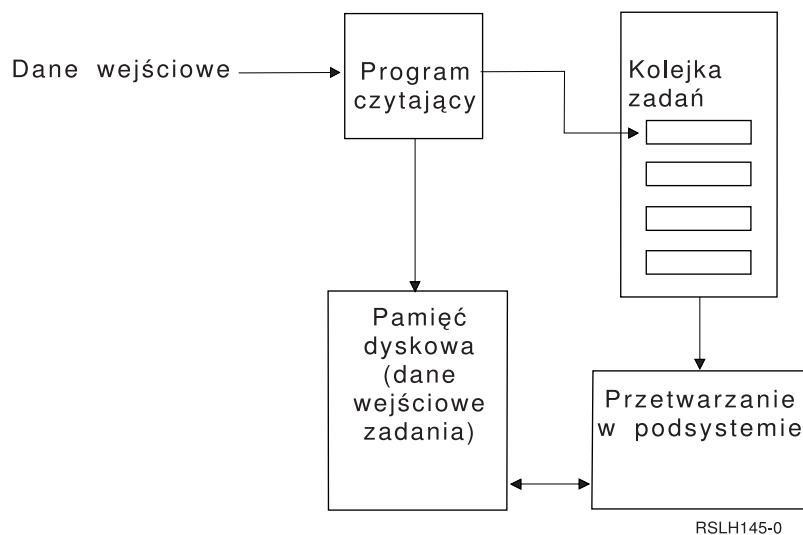 Dane wejściowe
Program
czytający
Kolejka
zadań
Pamięć
dyskowa
(dane
wejściowe
zadania)
Przetwarzanie
w podsystemie
RSLH145-0